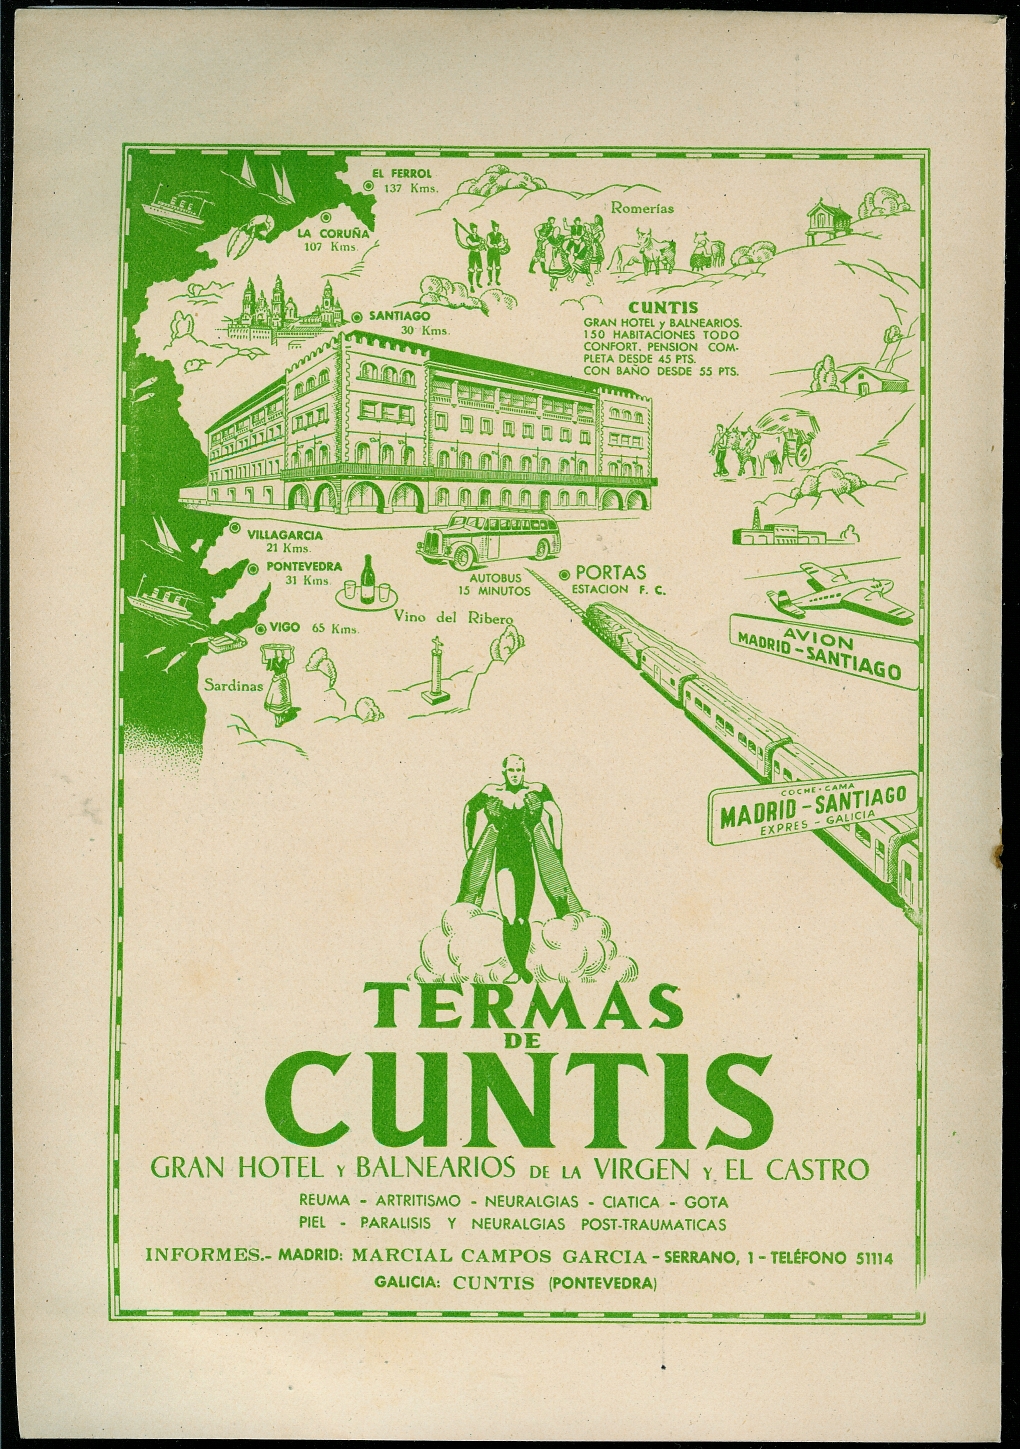 EL FERROL
137 Kms.
LA CORUÑA
107 Kms.
Romerías
SANTIAGO
30 Kms.
CUNTIS
GRAN HOTEL y BALNEARIOS.
150 HABITACIONES TODO
CONFORT. PENSION COM-
PLETA DESDE 45 PTS.
CON BAÑO DESDE 55 PTS.
VILLAGARCIA
21 Kms.
PONTEVEDRA
31 Kms.
AUTOBUS
15 MINUTOS
PORTAS
ESTACION F. C.
Vino del Ribero
VIGO 65 Kms.
Sardinas
AVION
MADRID-SANTIAGO
COCHE-CAMA
MADRID-SANTIAGO
EXPRES-GALICIA
TERMAS
DE
CUNTIS
GRAN HOTEL Y BALNEARIOS DE LA VIRGEN Y EL CASTRO
REUMA - ARTRITISMO - NEURALGIAS - CIATICA - GOTA
PIEL - PARALISIS Y NEURALGIAS POST-TRAUMATICAS
INFORMES.- MADRID: MARCIAL CAMPOS GARCIA - SERRANO, 1 - TELÉFONO 51114
GALICIA: CUNTIS (PONTEVEDRA)